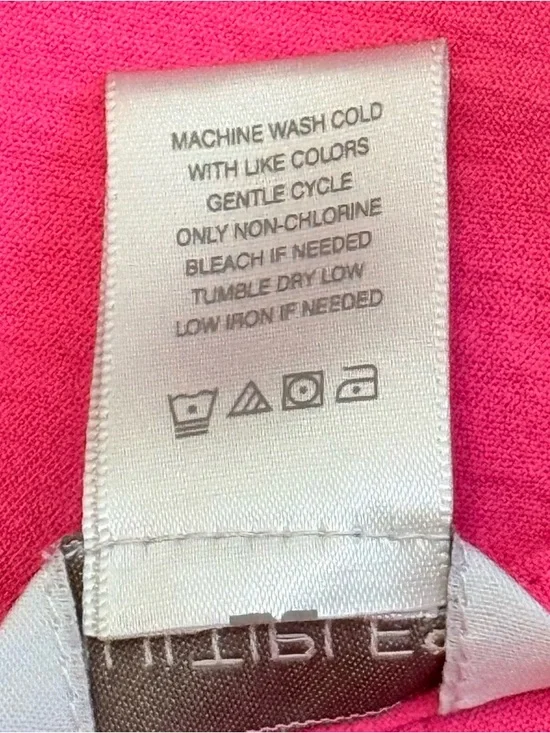 MACHINE WASH COLD
WITH LIKE COLORS
GENTLE CYCLE
ONLY NON-CHLORINE
BLEACH IF NEEDED
TUMBLE DRY LOW
LOW IRON IF NEEDED